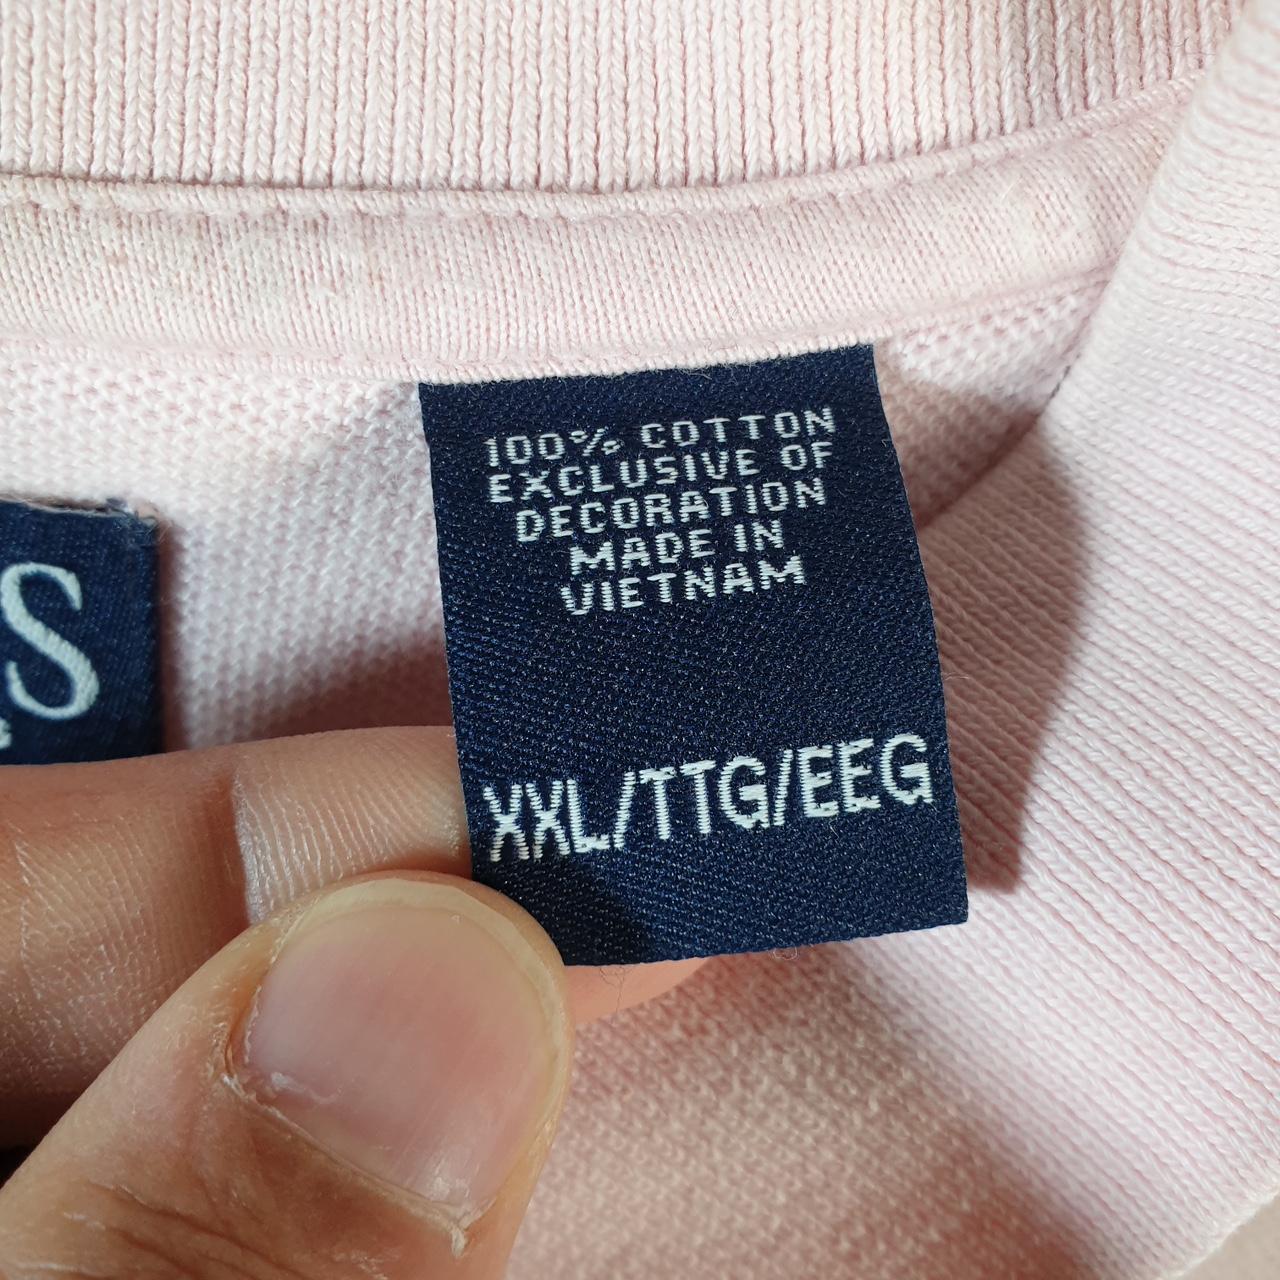 100% COTTON
EXCLUSIVE OF
DECORATION
MADE IN
VIETNAM
XXL/TTG/EEG
S